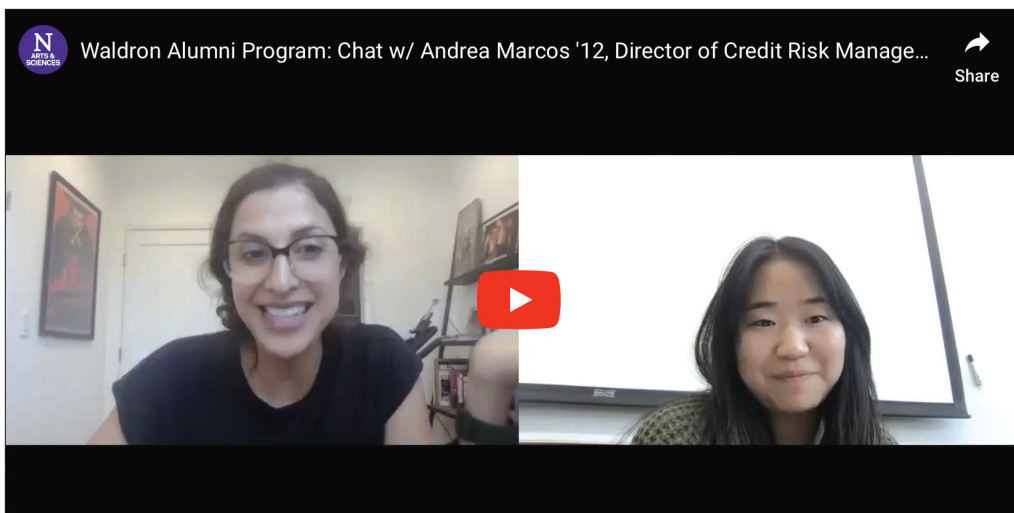 N
ARTS &
SCIENCES
Waldron Alumni Program: Chat w/ Andrea Marcos '12, Director of Credit Risk Manage...
Share